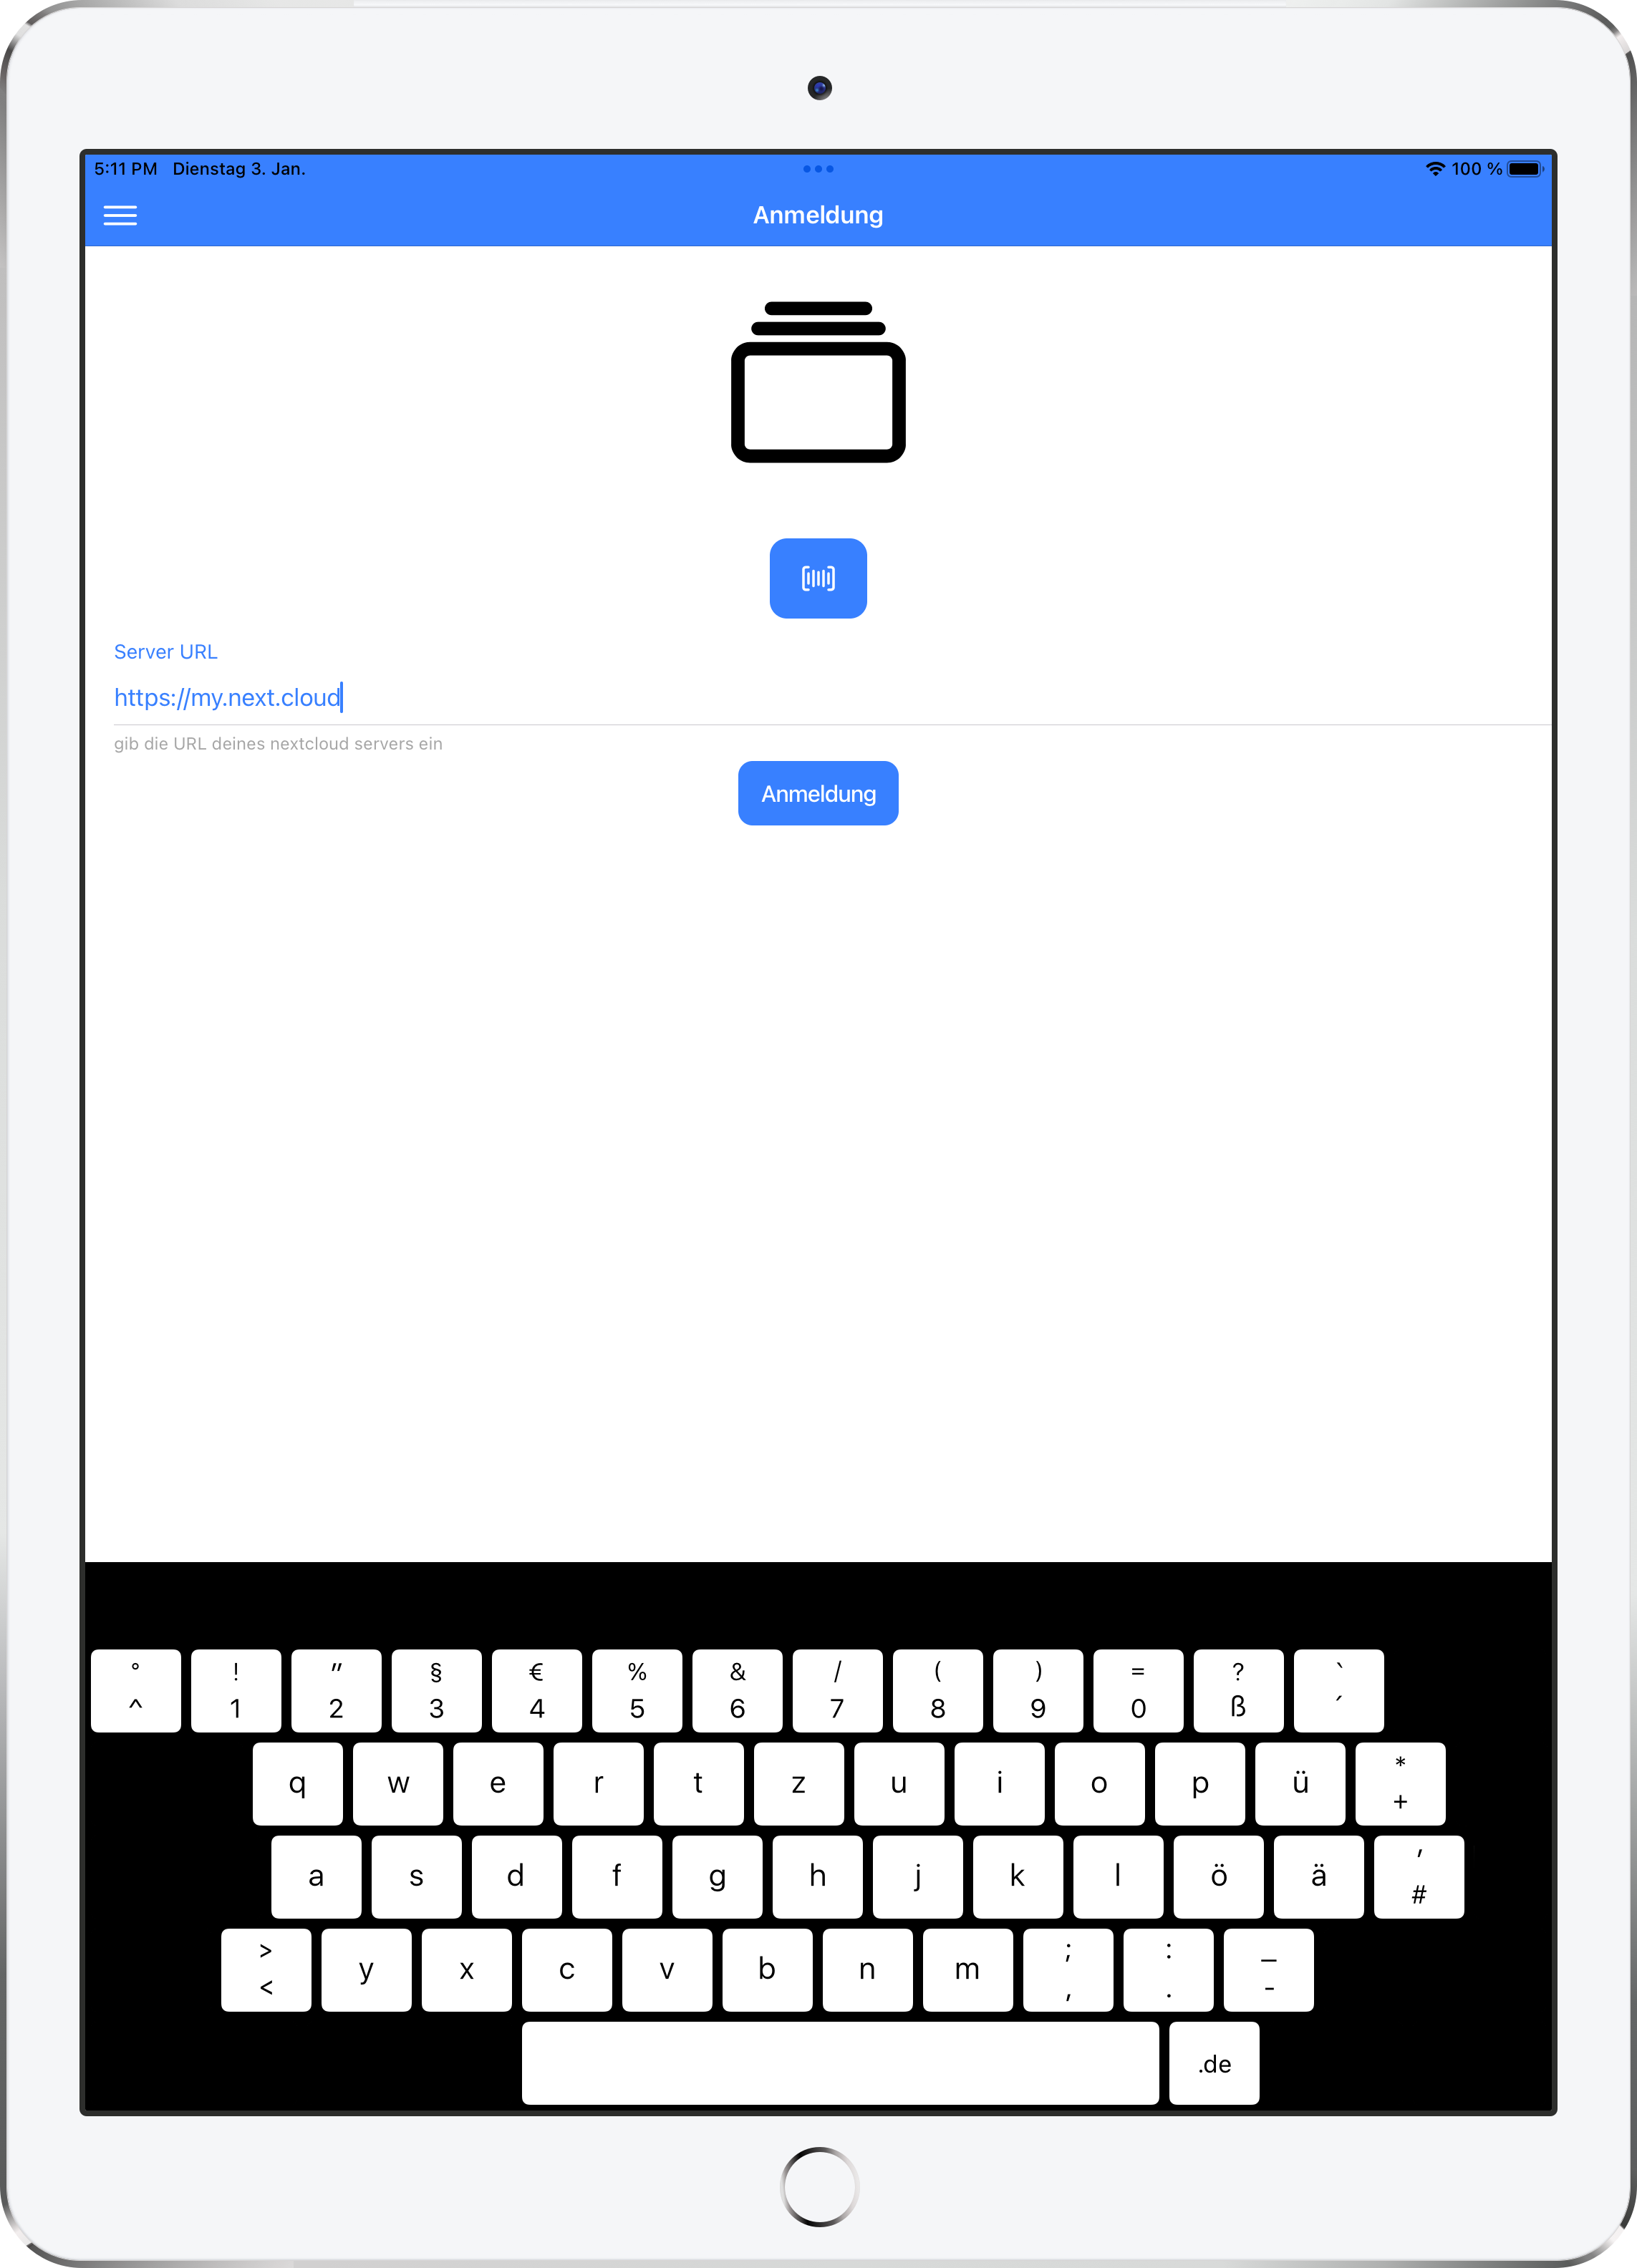 5:11 PM Dienstag 3. Jan. 100 %
Anmeldung
Server URL
https://my.next.cloud
gib die URL deines nextcloud servers ein
Anmeldung
° ! " § € % & / ( ) = ? `
^ 1 2 3 4 5 6 7 8 9 0 ß ´
q w e r t z u i o p ü * +
a s d f g h j k l ö ä ' #
> < y x c v b n m ; , : . _ -
.de